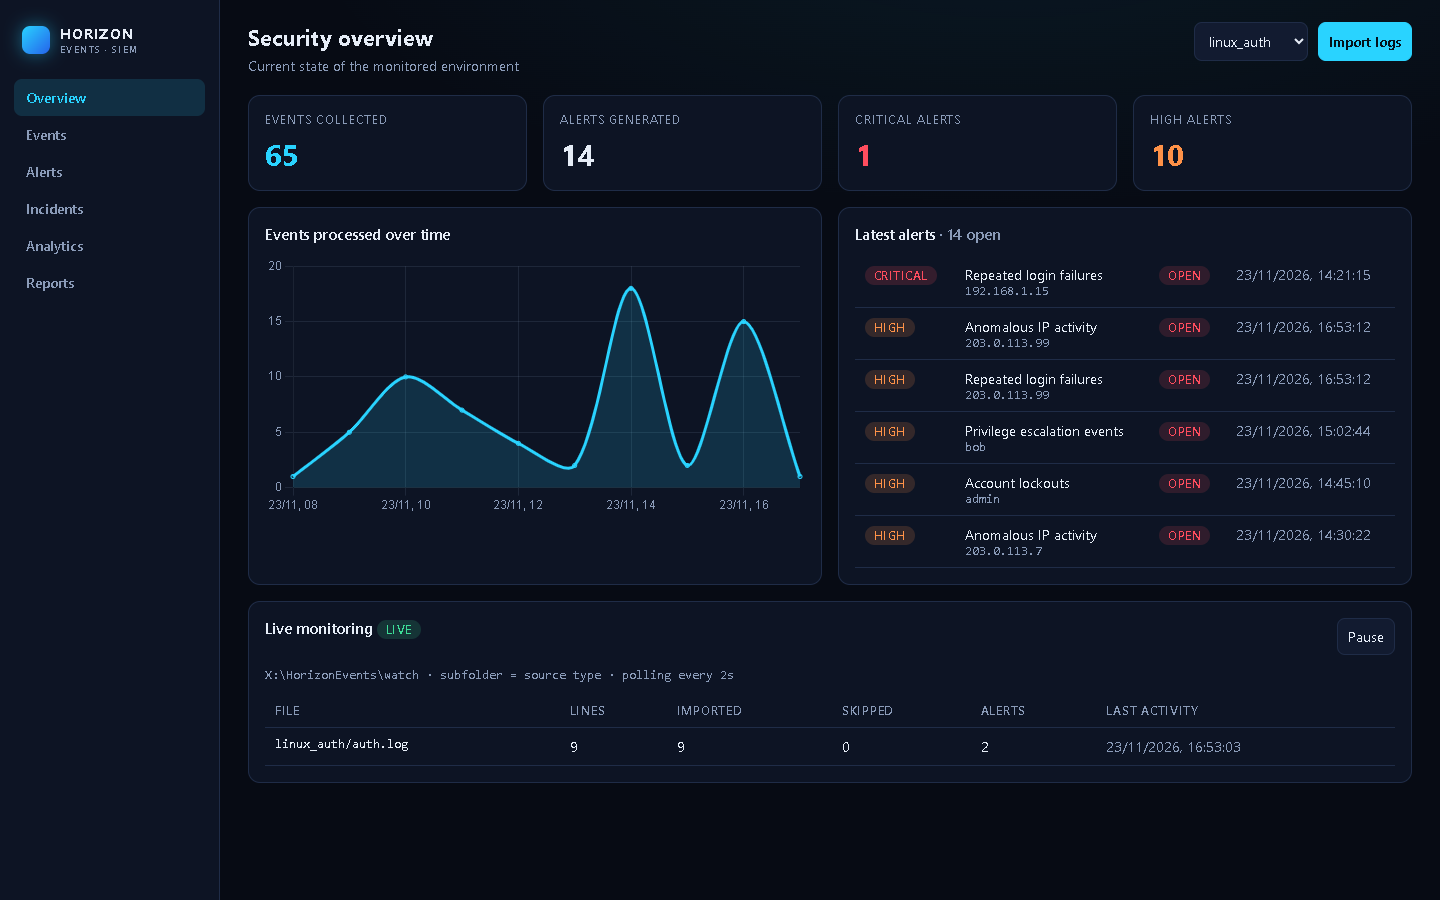 HORIZON
EVENTS · SIEM
Overview
Events
Alerts
Incidents
Analytics
Reports
Security overview
Current state of the monitored environment
linux_auth
Import logs
EVENTS COLLECTED
65
ALERTS GENERATED
14
CRITICAL ALERTS
1
HIGH ALERTS
10
Events processed over time
20
15
10
5
0
23/11, 08 23/11, 10 23/11, 12 23/11, 14 23/11, 16
Latest alerts · 14 open
CRITICAL Repeated login failures OPEN 23/11/2026, 14:21:15
192.168.1.15
HIGH Anomalous IP activity OPEN 23/11/2026, 16:53:12
203.0.113.99
HIGH Repeated login failures OPEN 23/11/2026, 16:53:12
203.0.113.99
HIGH Privilege escalation events OPEN 23/11/2026, 15:02:44
bob
HIGH Account lockouts OPEN 23/11/2026, 14:45:10
admin
HIGH Anomalous IP activity OPEN 23/11/2026, 14:30:22
203.0.113.7
Live monitoring LIVE
Pause
X:\HorizonEvents\watch · subfolder = source type · polling every 2s
FILE LINES IMPORTED SKIPPED ALERTS LAST ACTIVITY
linux_auth/auth.log 9 9 0 2 23/11/2026, 16:53:03